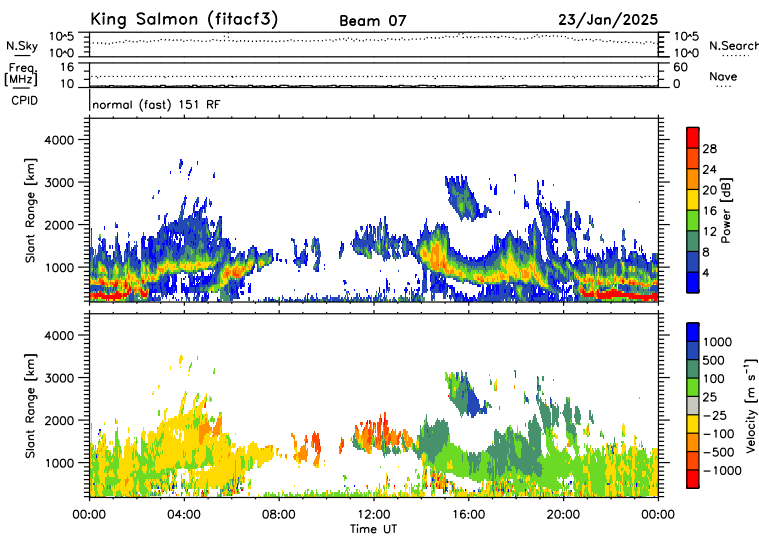 King Salmon (fitacf3) Beam 07 23/Jan/2025
N.Sky 10^5 10^0 10^5 10^0 N.Search
Freq. [MHz] 16 10 60 0 Nave
CPID normal (fast) 151 RF
Slant Range [km] 4000 3000 2000 1000
28 24 20 16 12 8 4 Power [dB]
Slant Range [km] 4000 3000 2000 1000
1000 500 100 25 −25 −100 −500 −1000 Velocity [m s⁻¹]
00:00 04:00 08:00 12:00 16:00 20:00 00:00
Time UT